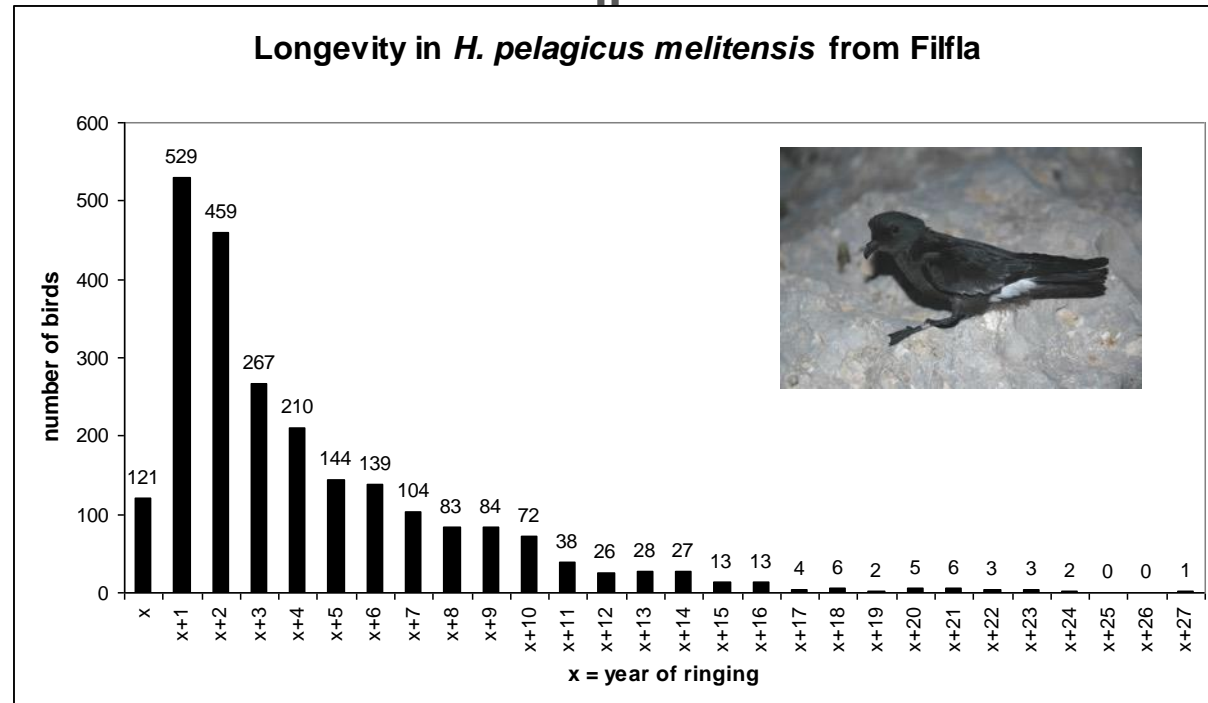 Longevity in H. pelagicus melitensis from Filfla
600
500
400
300
200
100
0
number of birds
121
529
459
267
210
144
139
104
83
84
72
38
26
28
27
13
13
4
6
2
5
6
3
3
2
0
0
1
x
x+1
x+2
x+3
x+4
x+5
x+6
x+7
x+8
x+9
x+10
x+11
x+12
x+13
x+14
x+15
x+16
x+17
x+18
x+19
x+20
x+21
x+22
x+23
x+24
x+25
x+26
x+27
x = year of ringing